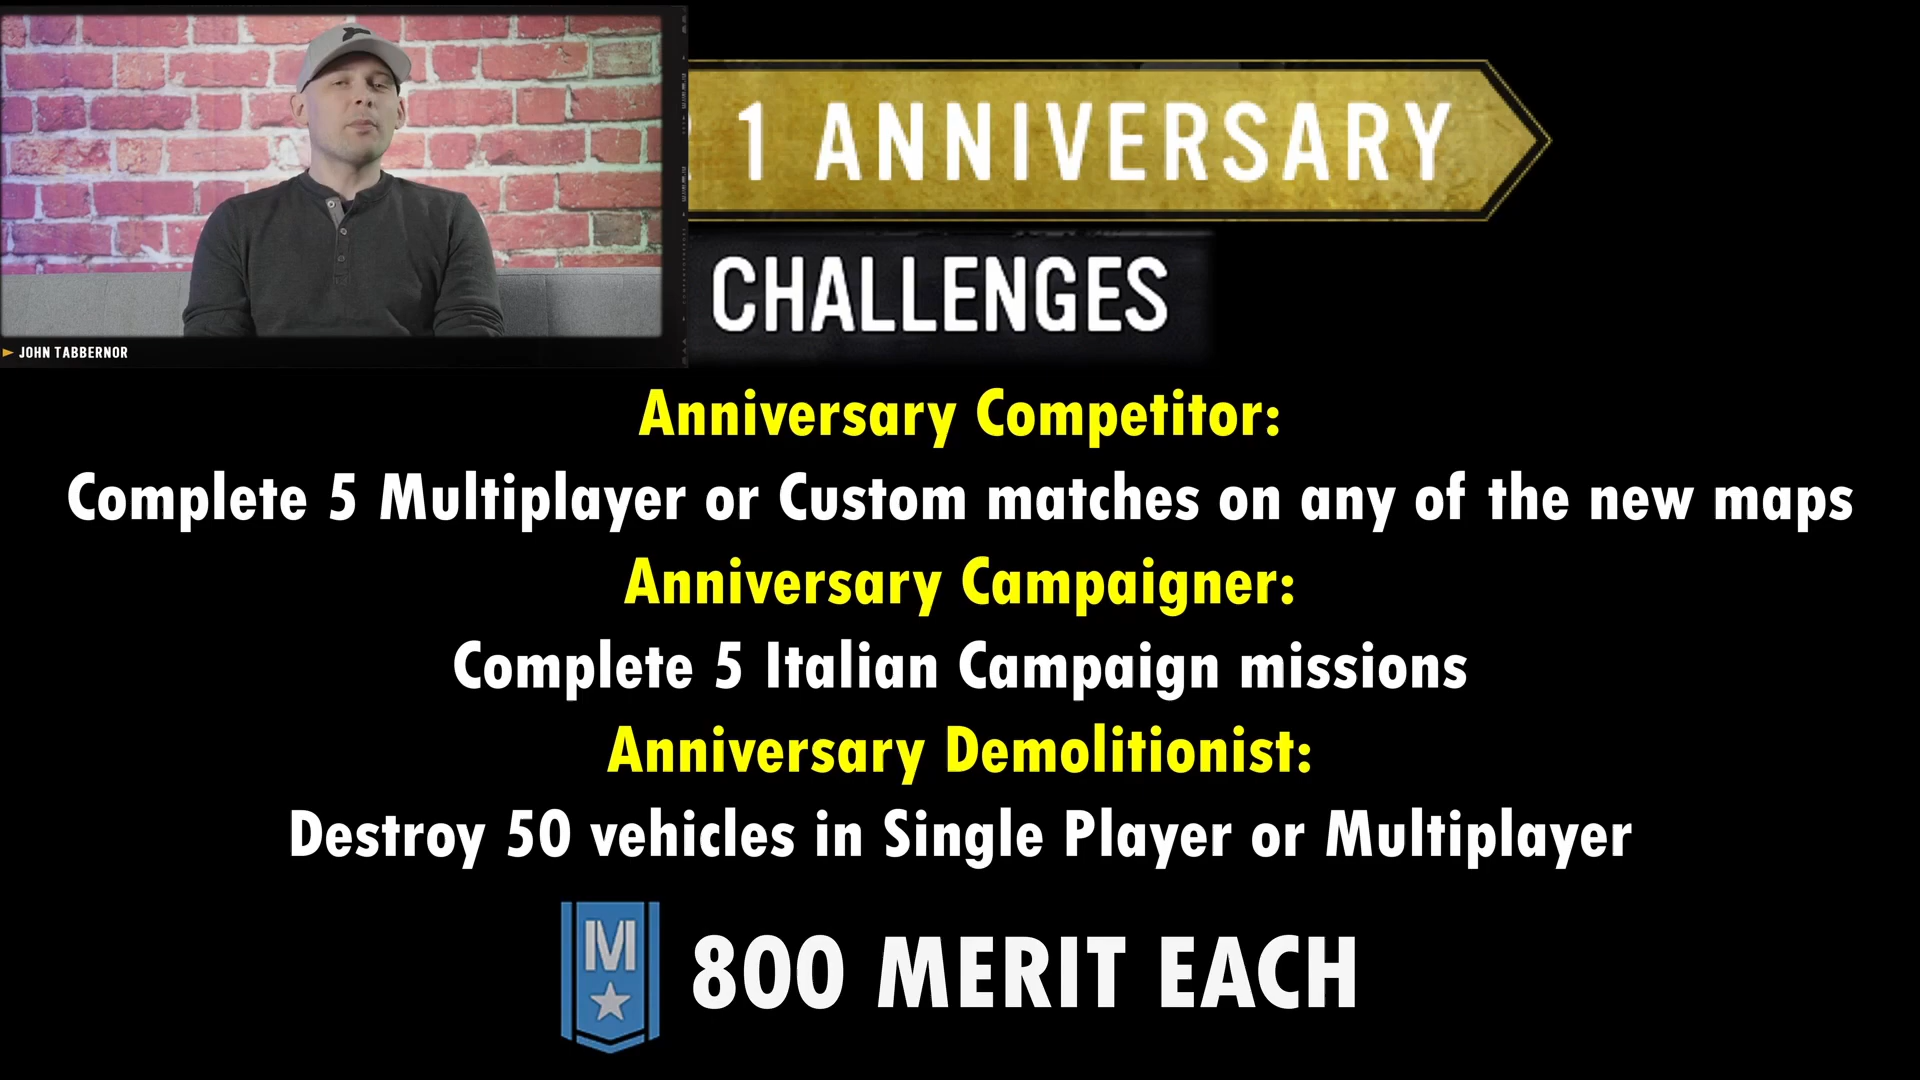 1 ANNIVERSARY
CHALLENGES
JOHN TABBERNOR
Anniversary Competitor:
Complete 5 Multiplayer or Custom matches on any of the new maps
Anniversary Campaigner:
Complete 5 Italian Campaign missions
Anniversary Demolitionist:
Destroy 50 vehicles in Single Player or Multiplayer
M
800 MERIT EACH